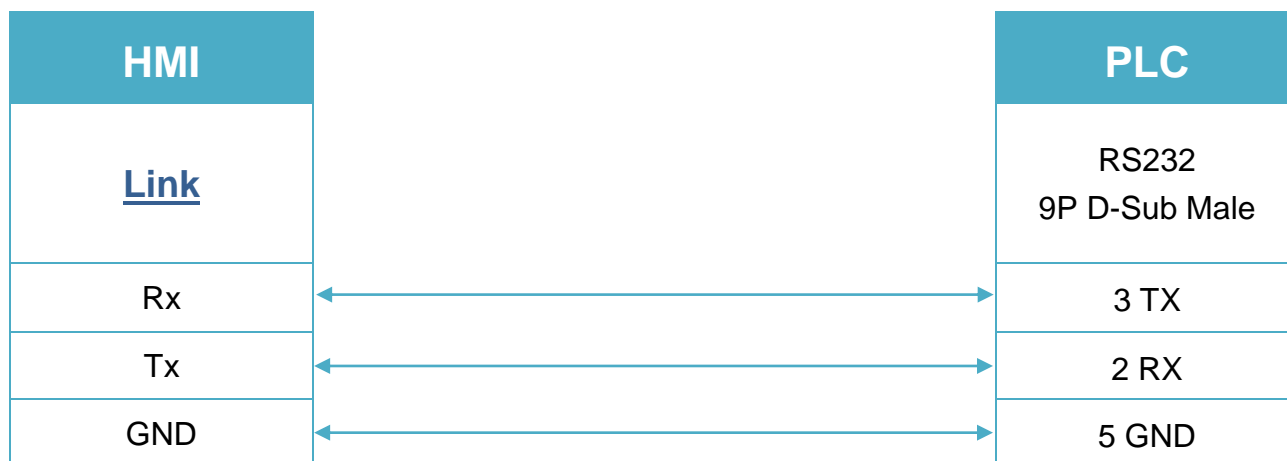 HMI
PLC
Link
RS232
9P D-Sub Male
Rx
3 TX
Tx
2 RX
GND
5 GND